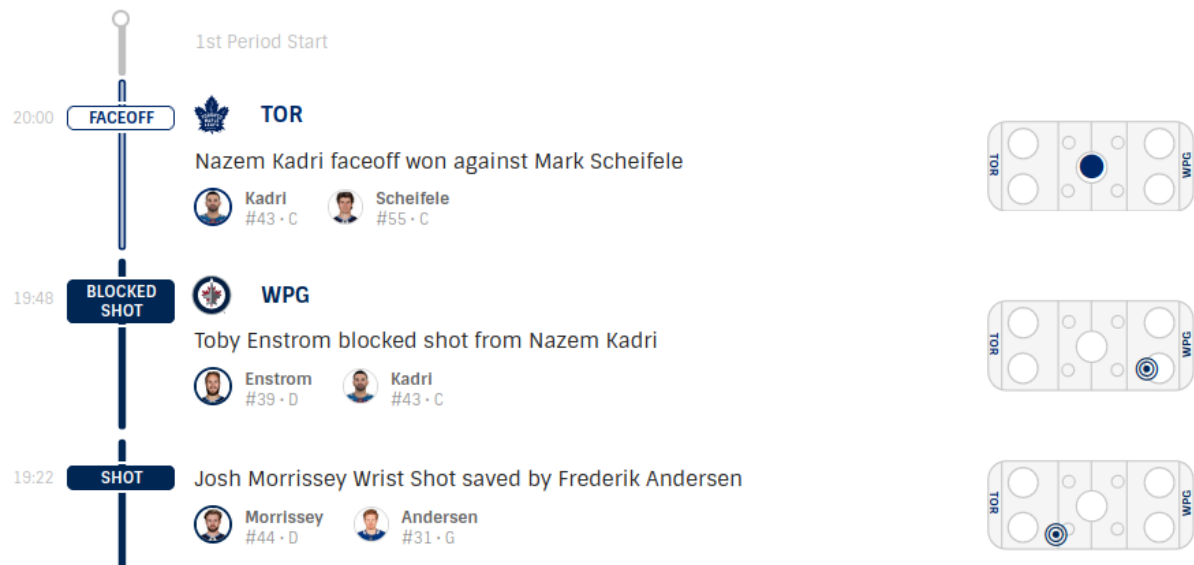 1st Period Start
20:00
FACEOFF
TOR
Nazem Kadri faceoff won against Mark Scheifele
Kadri
#43 · C
Scheifele
#55 · C
TOR
WPG
19:48
BLOCKED
SHOT
WPG
Toby Enstrom blocked shot from Nazem Kadri
Enstrom
#39 · D
Kadri
#43 · C
TOR
WPG
19:22
SHOT
Josh Morrissey Wrist Shot saved by Frederik Andersen
Morrissey
#44 · D
Andersen
#31 · G
TOR
WPG